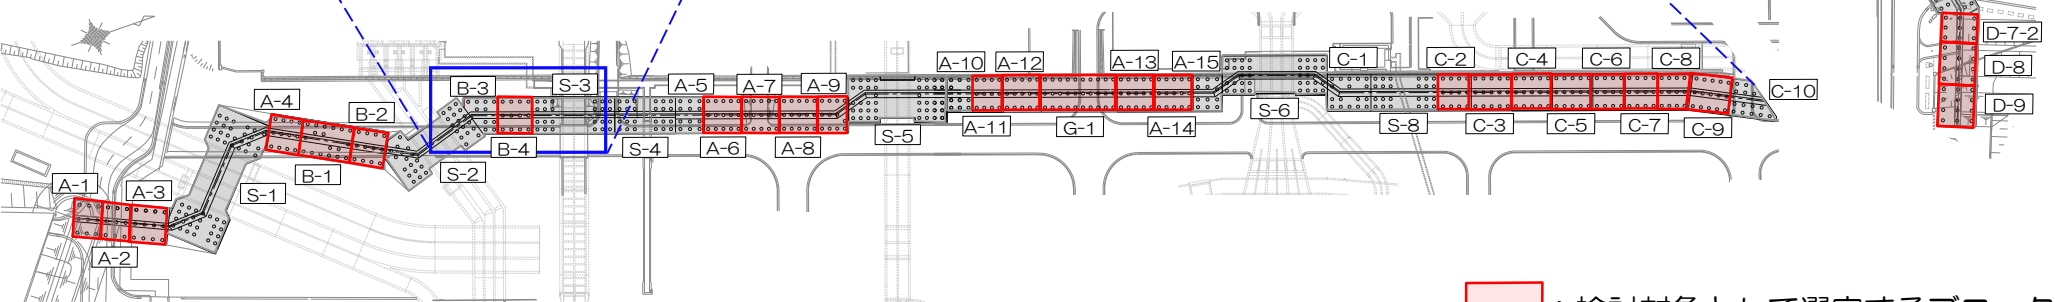 A-10 A-12 A-13 A-15 C-1 C-2 C-4 C-6 C-8 D-7-2
B-3 S-3 A-5 A-7 A-9 C-10 D-8
A-4 B-2 S-6 D-9
A-11 G-1 A-14 S-8 C-3 C-5 C-7 C-9
B-4 S-4 A-6 A-8 S-5
A-1 A-3 S-1 B-1 S-2
A-2